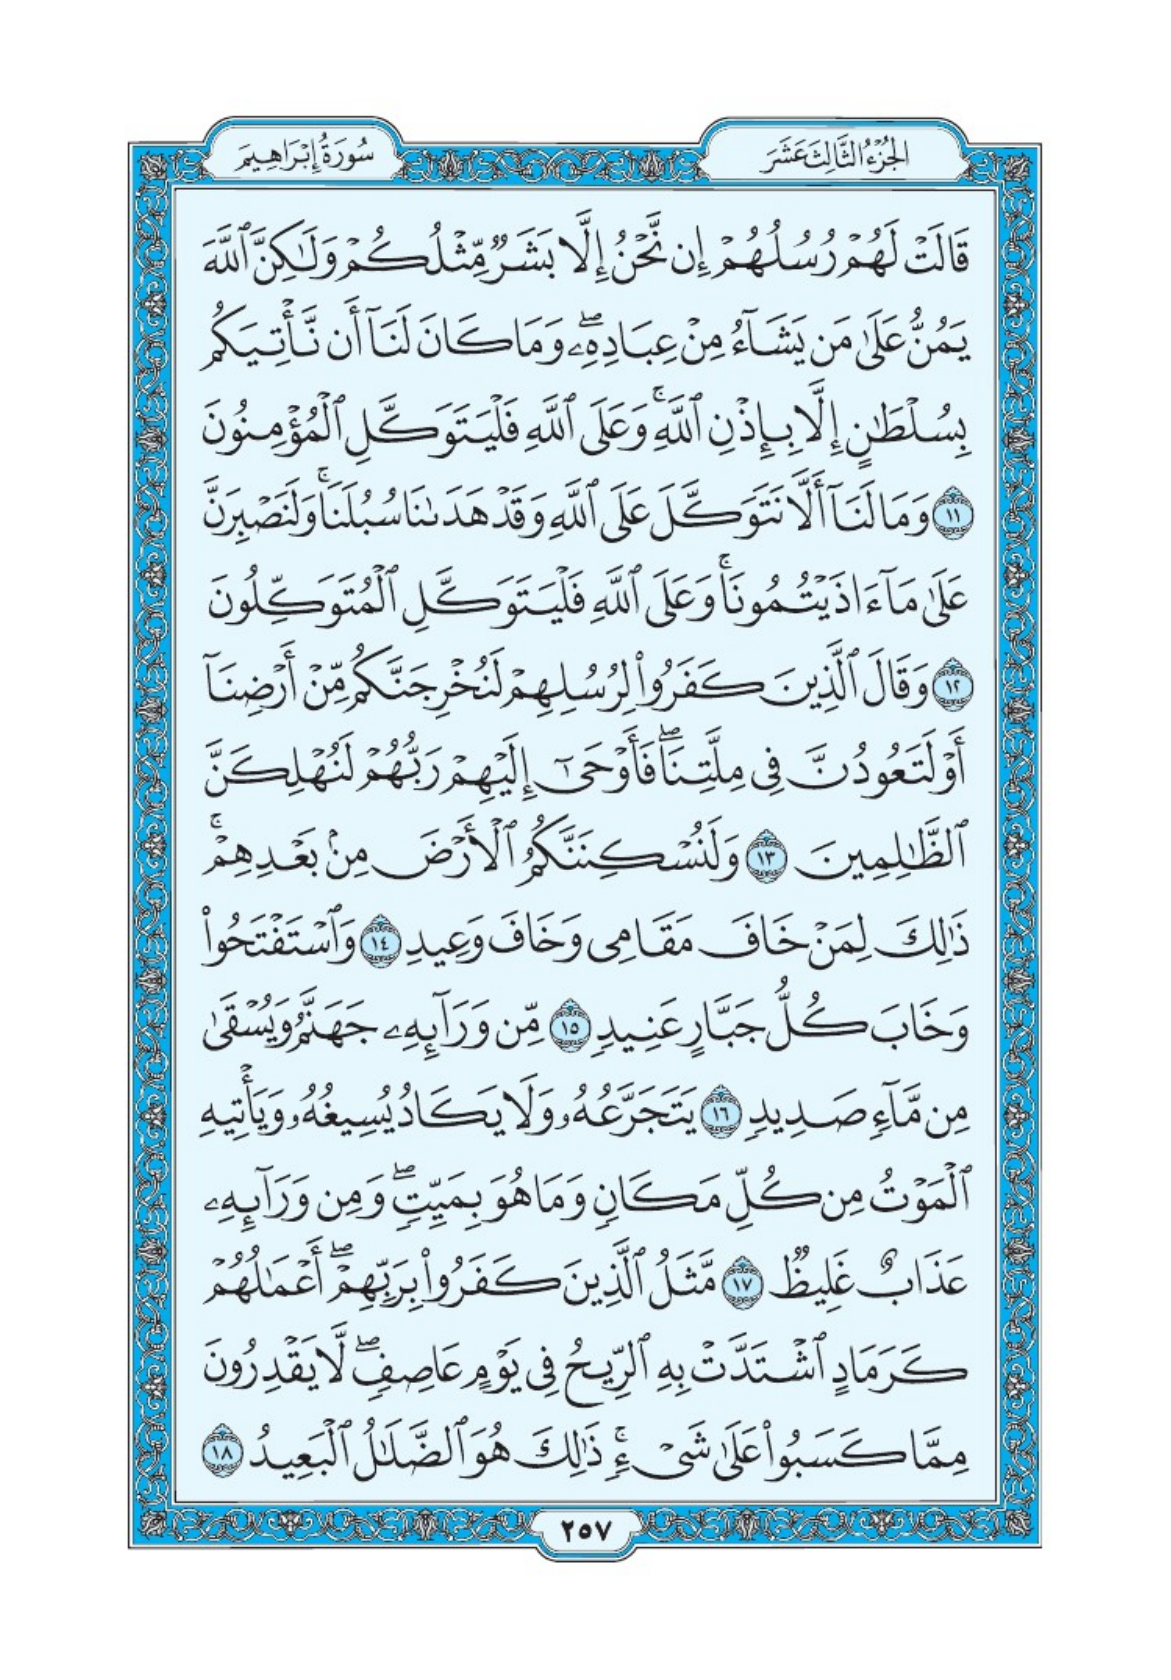 الجزء الثالث عشر
سورة إبراهيم
قَالَتْ لَهُمْ رُسُلُهُمْ إِن نَّحْنُ إِلَّا بَشَرٌ مِّثْلُكُمْ وَلَٰكِنَّ ٱللَّهَ
يَمُنُّ عَلَىٰ مَن يَشَآءُ مِنْ عِبَادِهِۦۖ وَمَا كَانَ لَنَآ أَن نَّأْتِيَكُم
بِسُلْطَٰنٍ إِلَّا بِإِذْنِ ٱللَّهِۚ وَعَلَى ٱللَّهِ فَلْيَتَوَكَّلِ ٱلْمُؤْمِنُونَ
١١ وَمَا لَنَآ أَلَّا نَتَوَكَّلَ عَلَى ٱللَّهِ وَقَدْ هَدَىٰنَا سُبُلَنَاۚ وَلَنَصْبِرَنَّ
عَلَىٰ مَآ ءَاذَيْتُمُونَاۚ وَعَلَى ٱللَّهِ فَلْيَتَوَكَّلِ ٱلْمُتَوَكِّلُونَ
١٢ وَقَالَ ٱلَّذِينَ كَفَرُوا۟ لِرُسُلِهِمْ لَنُخْرِجَنَّكُم مِّنْ أَرْضِنَآ
أَوْ لَتَعُودُنَّ فِى مِلَّتِنَاۖ فَأَوْحَىٰٓ إِلَيْهِمْ رَبُّهُمْ لَنُهْلِكَنَّ
ٱلظَّٰلِمِينَ ١٣ وَلَنُسْكِنَنَّكُمُ ٱلْأَرْضَ مِنۢ بَعْدِهِمْۚ
ذَٰلِكَ لِمَنْ خَافَ مَقَامِى وَخَافَ وَعِيدِ ١٤ وَٱسْتَفْتَحُوا۟
وَخَابَ كُلُّ جَبَّارٍ عَنِيدٍ ١٥ مِّن وَرَآئِهِۦ جَهَنَّمُ وَيُسْقَىٰ
مِن مَّآءٍ صَدِيدٍ ١٦ يَتَجَرَّعُهُۥ وَلَا يَكَادُ يُسِيغُهُۥ وَيَأْتِيهِ
ٱلْمَوْتُ مِن كُلِّ مَكَانٍ وَمَا هُوَ بِمَيِّتٍۖ وَمِن وَرَآئِهِۦ
عَذَابٌ غَلِيظٌ ١٧ مَّثَلُ ٱلَّذِينَ كَفَرُوا۟ بِرَبِّهِمْۖ أَعْمَٰلُهُمْ
كَرَمَادٍ ٱشْتَدَّتْ بِهِ ٱلرِّيحُ فِى يَوْمٍ عَاصِفٍۖ لَّا يَقْدِرُونَ
مِمَّا كَسَبُوا۟ عَلَىٰ شَىْءٍۚ ذَٰلِكَ هُوَ ٱلضَّلَٰلُ ٱلْبَعِيدُ ١٨
٢٥٧